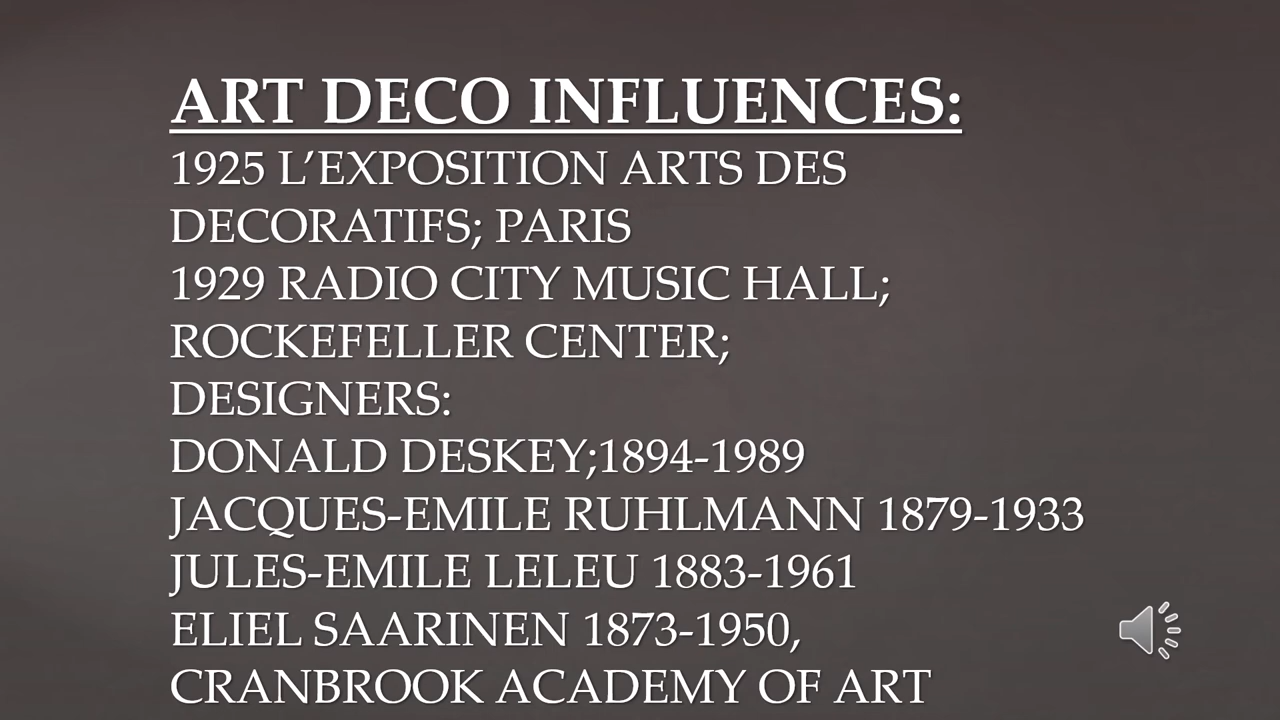 ART DECO INFLUENCES:
1925 L’EXPOSITION ARTS DES
DECORATIFS; PARIS
1929 RADIO CITY MUSIC HALL;
ROCKEFELLER CENTER;
DESIGNERS:
DONALD DESKEY;1894-1989
JACQUES-EMILE RUHLMANN 1879-1933
JULES-EMILE LELEU 1883-1961
ELIEL SAARINEN 1873-1950,
CRANBROOK ACADEMY OF ART